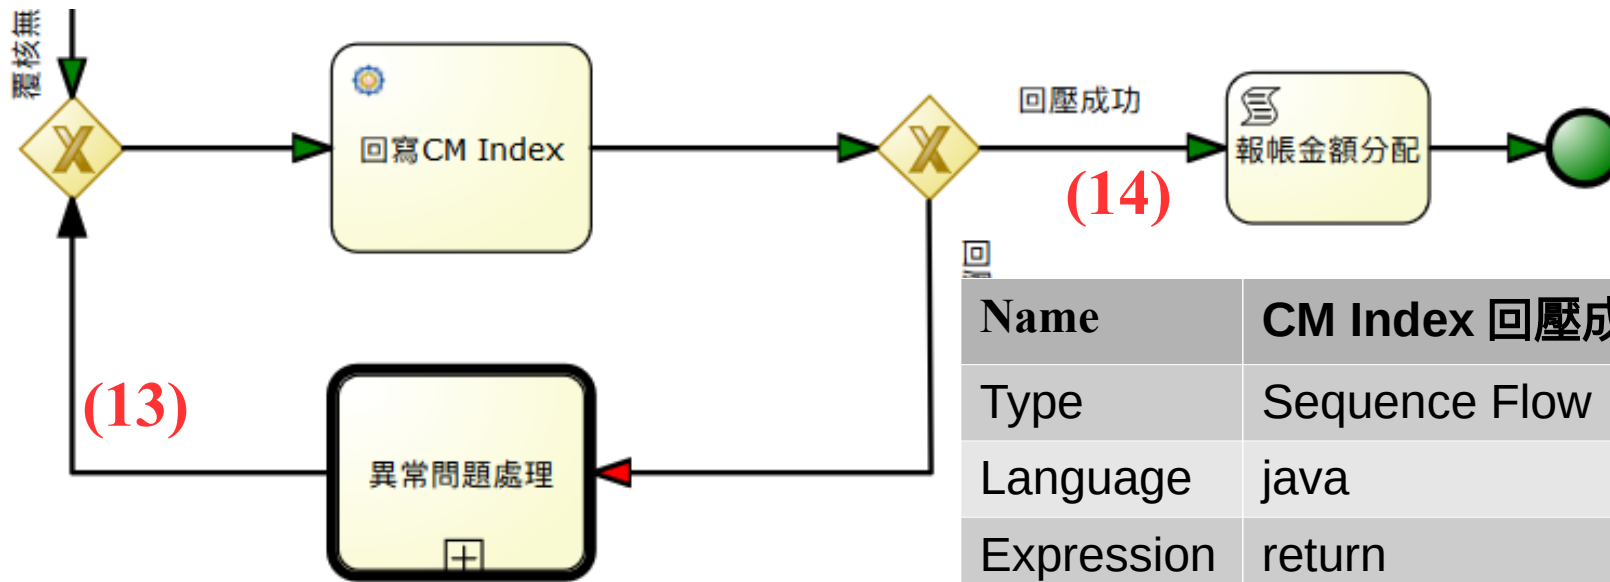 覆核無
回寫CM Index
回壓成功
報帳金額分配
(14)
回
(13)
異常問題處理
Name CM Index 回壓成
Type Sequence Flow
Language java
Expression return